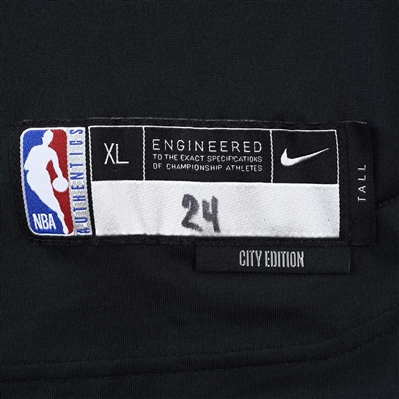 NBA
AUTHENTICS
XL
ENGINEERED
TO THE EXACT SPECIFICATIONS
OF CHAMPIONSHIP ATHLETES
TALL
24
CITY EDITION